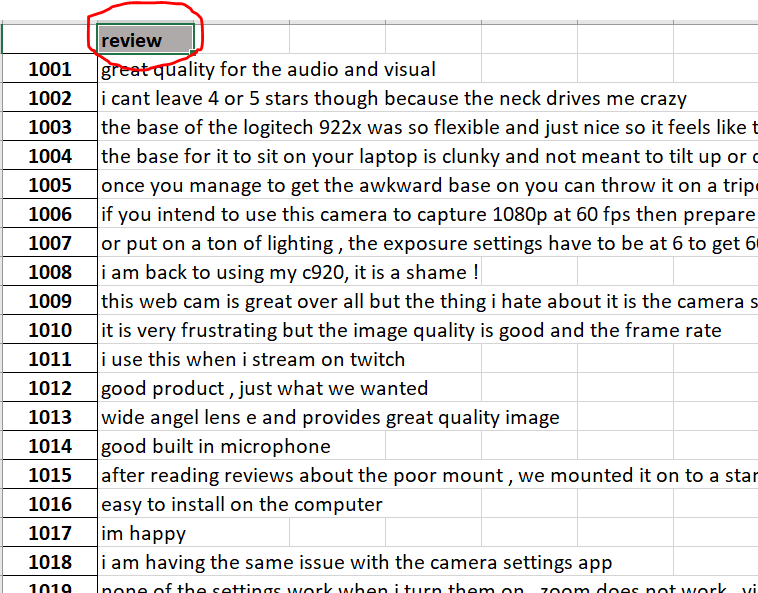 review
1001 great quality for the audio and visual
1002 i cant leave 4 or 5 stars though because the neck drives me crazy
1003 the base of the logitech 922x was so flexible and just nice so it feels like
1004 the base for it to sit on your laptop is clunky and not meant to tilt up or
1005 once you manage to get the awkward base on you can throw it on a
1006 if you intend to use this camera to capture 1080p at 60 fps then prepare
1007 or put on a ton of lighting , the exposure settings have to be at 6 to get
1008 i am back to using my c920, it is a shame !
1009 this web cam is great over all but the thing i hate about it is the camera
1010 it is very frustrating but the image quality is good and the frame rate
1011 i use this when i stream on twitch
1012 good product , just what we wanted
1013 wide angel lens e and provides great quality image
1014 good built in microphone
1015 after reading reviews about the poor mount , we mounted it on to a
1016 easy to install on the computer
1017 im happy
1018 i am having the same issue with the camera settings app
1019 none of the settings work when i turn them on , zoom does not work ,